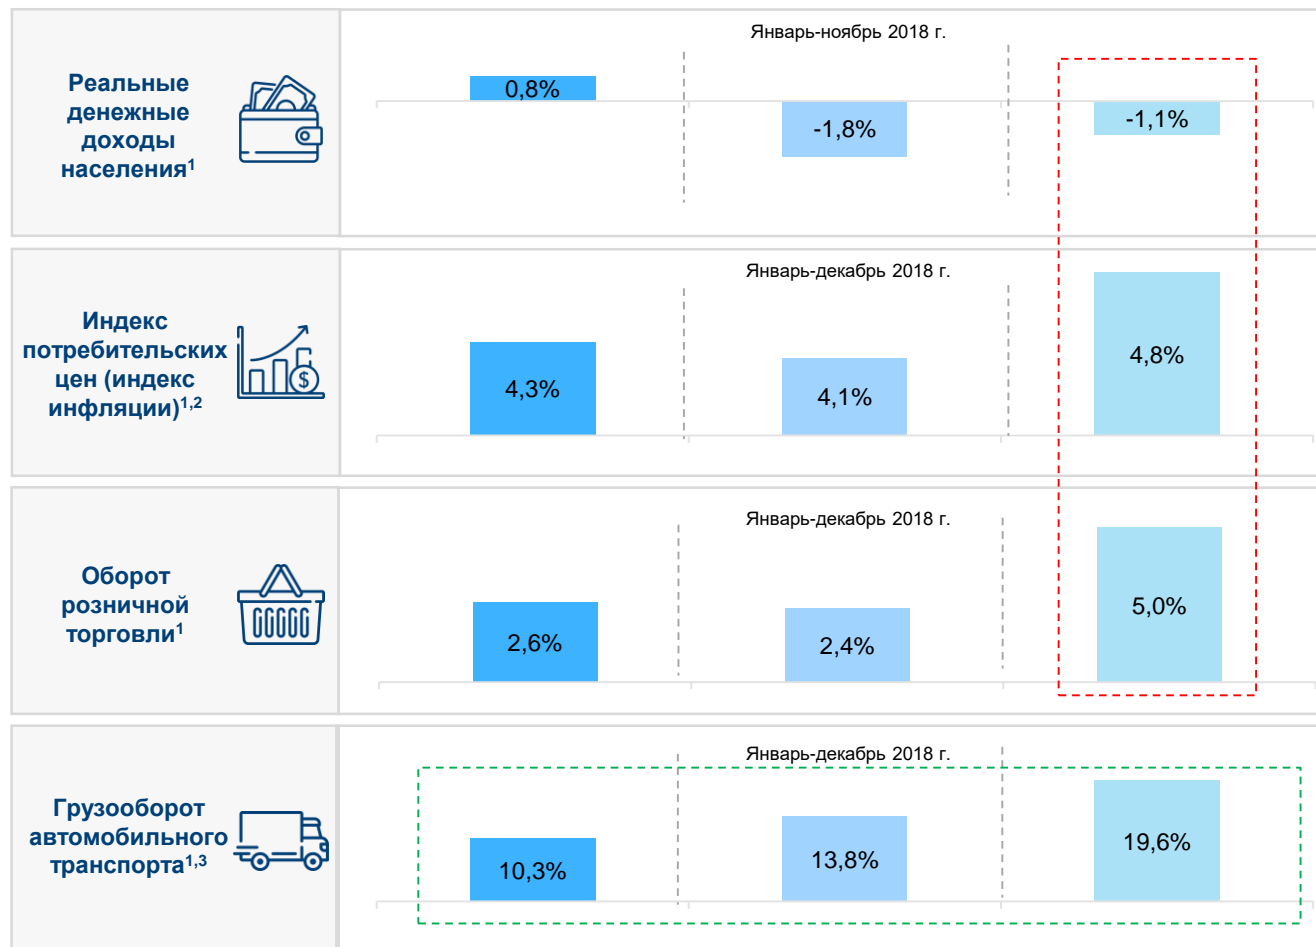 Январь-ноябрь 2018 г.
Реальные
денежные
доходы
населения1
0,8%
-1,8%
-1,1%
Январь-декабрь 2018 г.
Индекс
потребительских
цен (индекс
инфляции)1,2
$
4,3%
4,1%
4,8%
Январь-декабрь 2018 г.
Оборот
розничной
торговли1
2,6%
2,4%
5,0%
Январь-декабрь 2018 г.
Грузооборот
автомобильного
транспорта1,3
10,3%
13,8%
19,6%